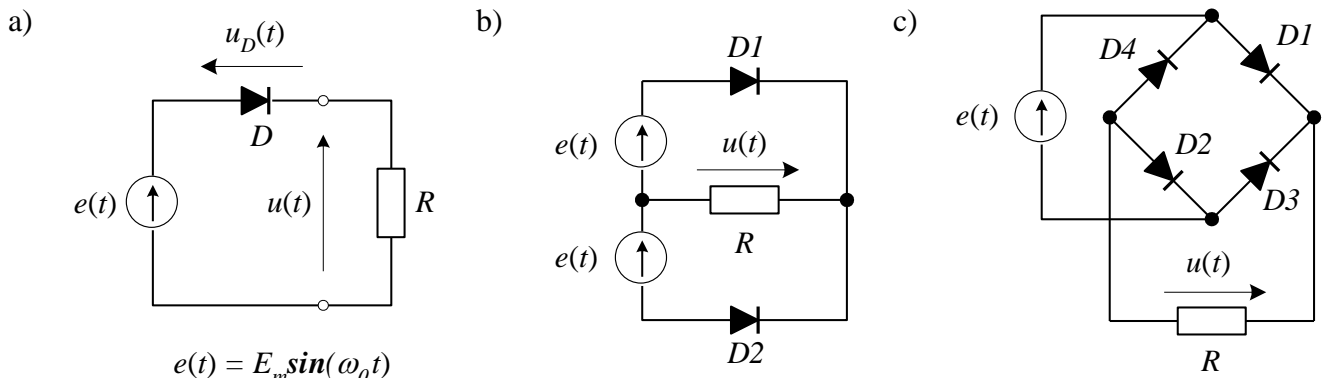 a)
u_D(t)
D
e(t)
u(t)
R
e(t) = E_m sin(ω_0 t)
b)
D1
e(t)
u(t)
R
e(t)
D2
c)
D4
D1
e(t)
D2
D3
u(t)
R